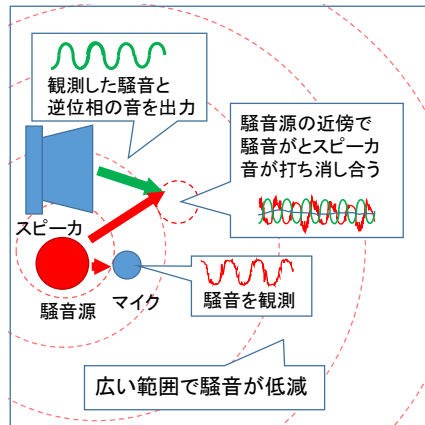 観測した騒音と
逆位相の音を出力
騒音源の近傍で
騒音がとスピーカ
音が打ち消し合う
スピーカ
騒音源
マイク
騒音を観測
広い範囲で騒音が低減